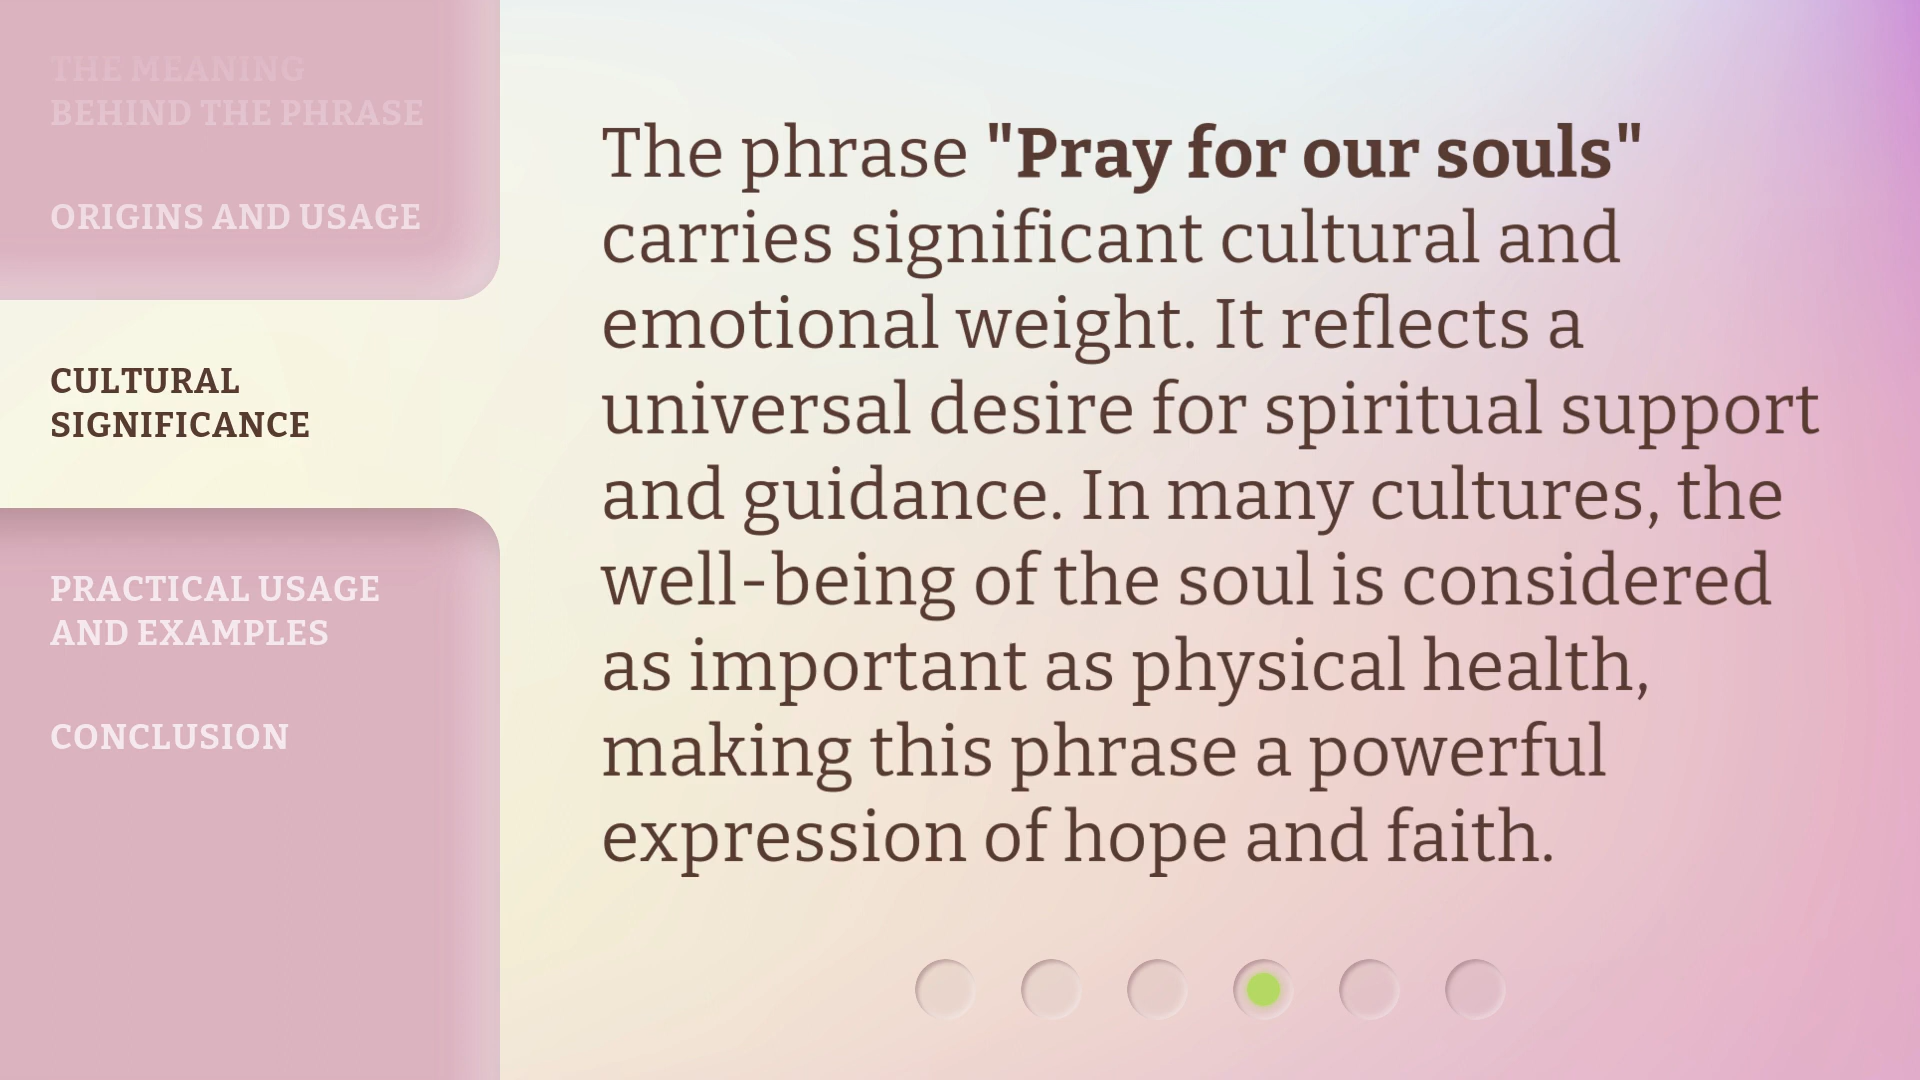 THE MEANING
BEHIND THE PHRASE
ORIGINS AND USAGE
CULTURAL
SIGNIFICANCE
PRACTICAL USAGE
AND EXAMPLES
CONCLUSION
The phrase "Pray for our souls"
carries significant cultural and
emotional weight. It reflects a
universal desire for spiritual support
and guidance. In many cultures, the
well-being of the soul is considered
as important as physical health,
making this phrase a powerful
expression of hope and faith.